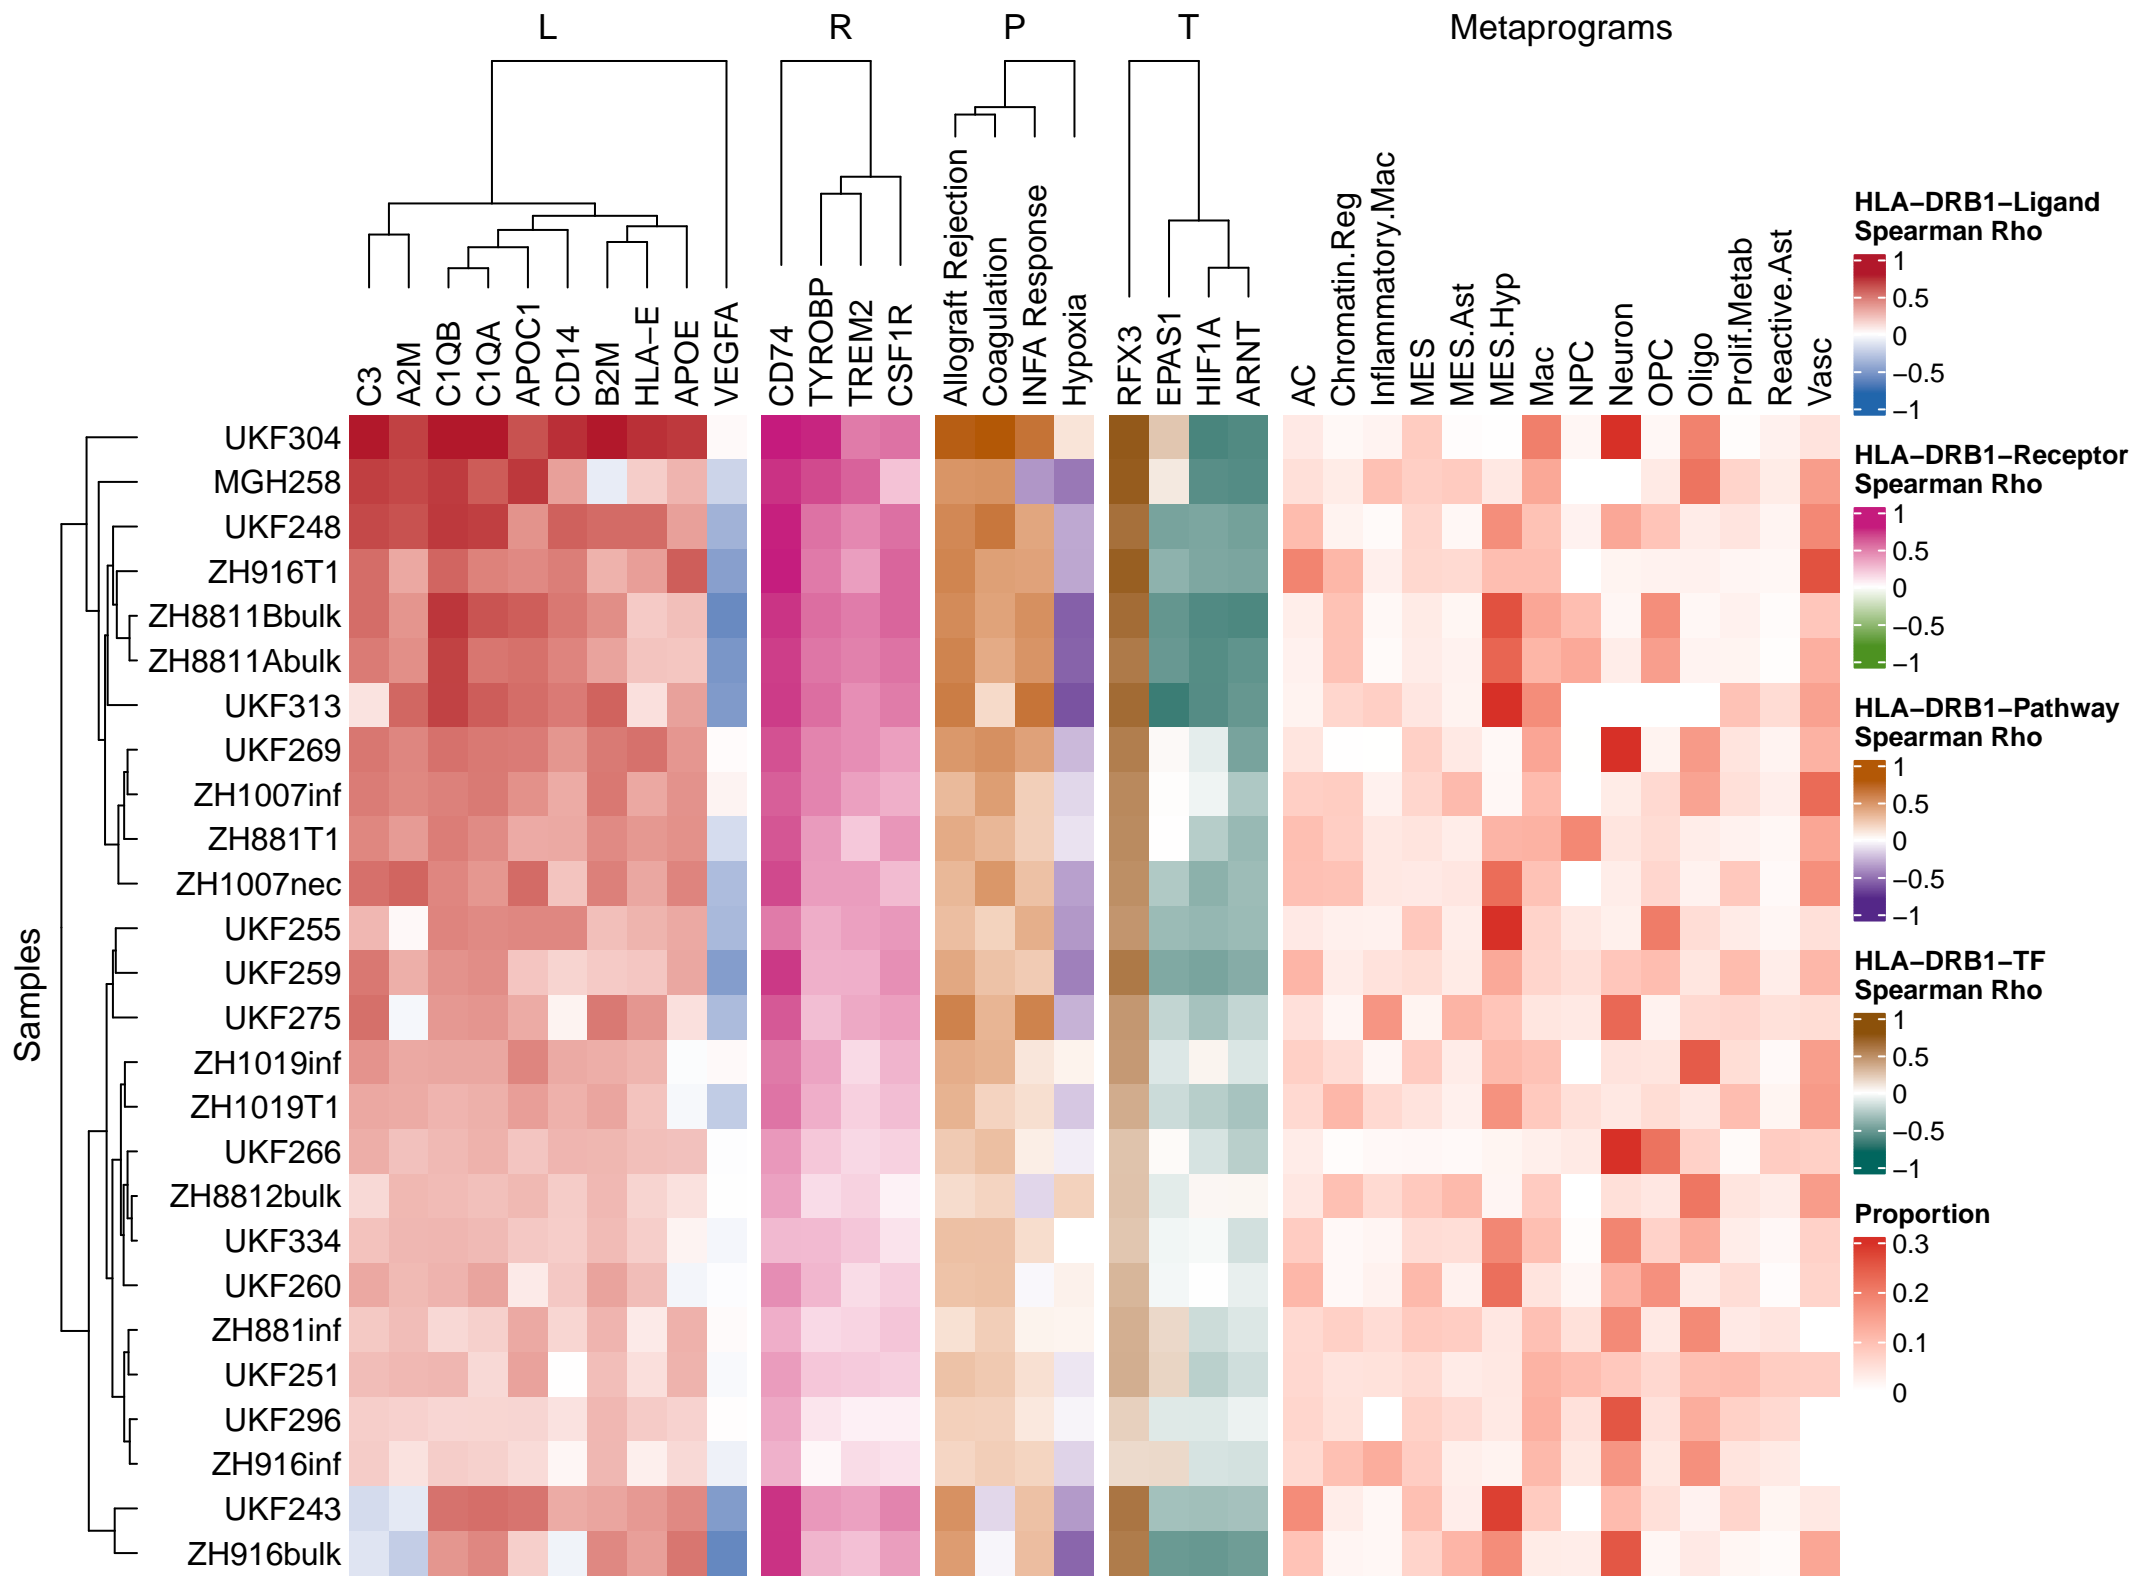 L R P T Metaprograms
C3
A2M
C1QB
C1QA
APOC1
CD14
B2M
HLA−E
APOE
VEGFA
CD74
TYROBP
TREM2
CSF1R
Allograft Rejection
Coagulation
INFA Response
Hypoxia
RFX3
EPAS1
HIF1A
ARNT
AC
Chromatin.Reg
Inflammatory.Mac
MES
MES.Ast
MES.Hyp
Mac
NPC
Neuron
OPC
Oligo
Prolif.Metab
Reactive.Ast
Vasc
Samples
UKF304
MGH258
UKF248
ZH916T1
ZH8811Bbulk
ZH8811Abulk
UKF313
UKF269
ZH1007inf
ZH881T1
ZH1007nec
UKF255
UKF259
UKF275
ZH1019inf
ZH1019T1
UKF266
ZH8812bulk
UKF334
UKF260
ZH881inf
UKF251
UKF296
ZH916inf
UKF243
ZH916bulk
HLA−DRB1−Ligand
Spearman Rho
1
0.5
0
−0.5
−1
HLA−DRB1−Receptor
Spearman Rho
1
0.5
0
−0.5
−1
HLA−DRB1−Pathway
Spearman Rho
1
0.5
0
−0.5
−1
HLA−DRB1−TF
Spearman Rho
1
0.5
0
−0.5
−1
Proportion
0.3
0.2
0.1
0